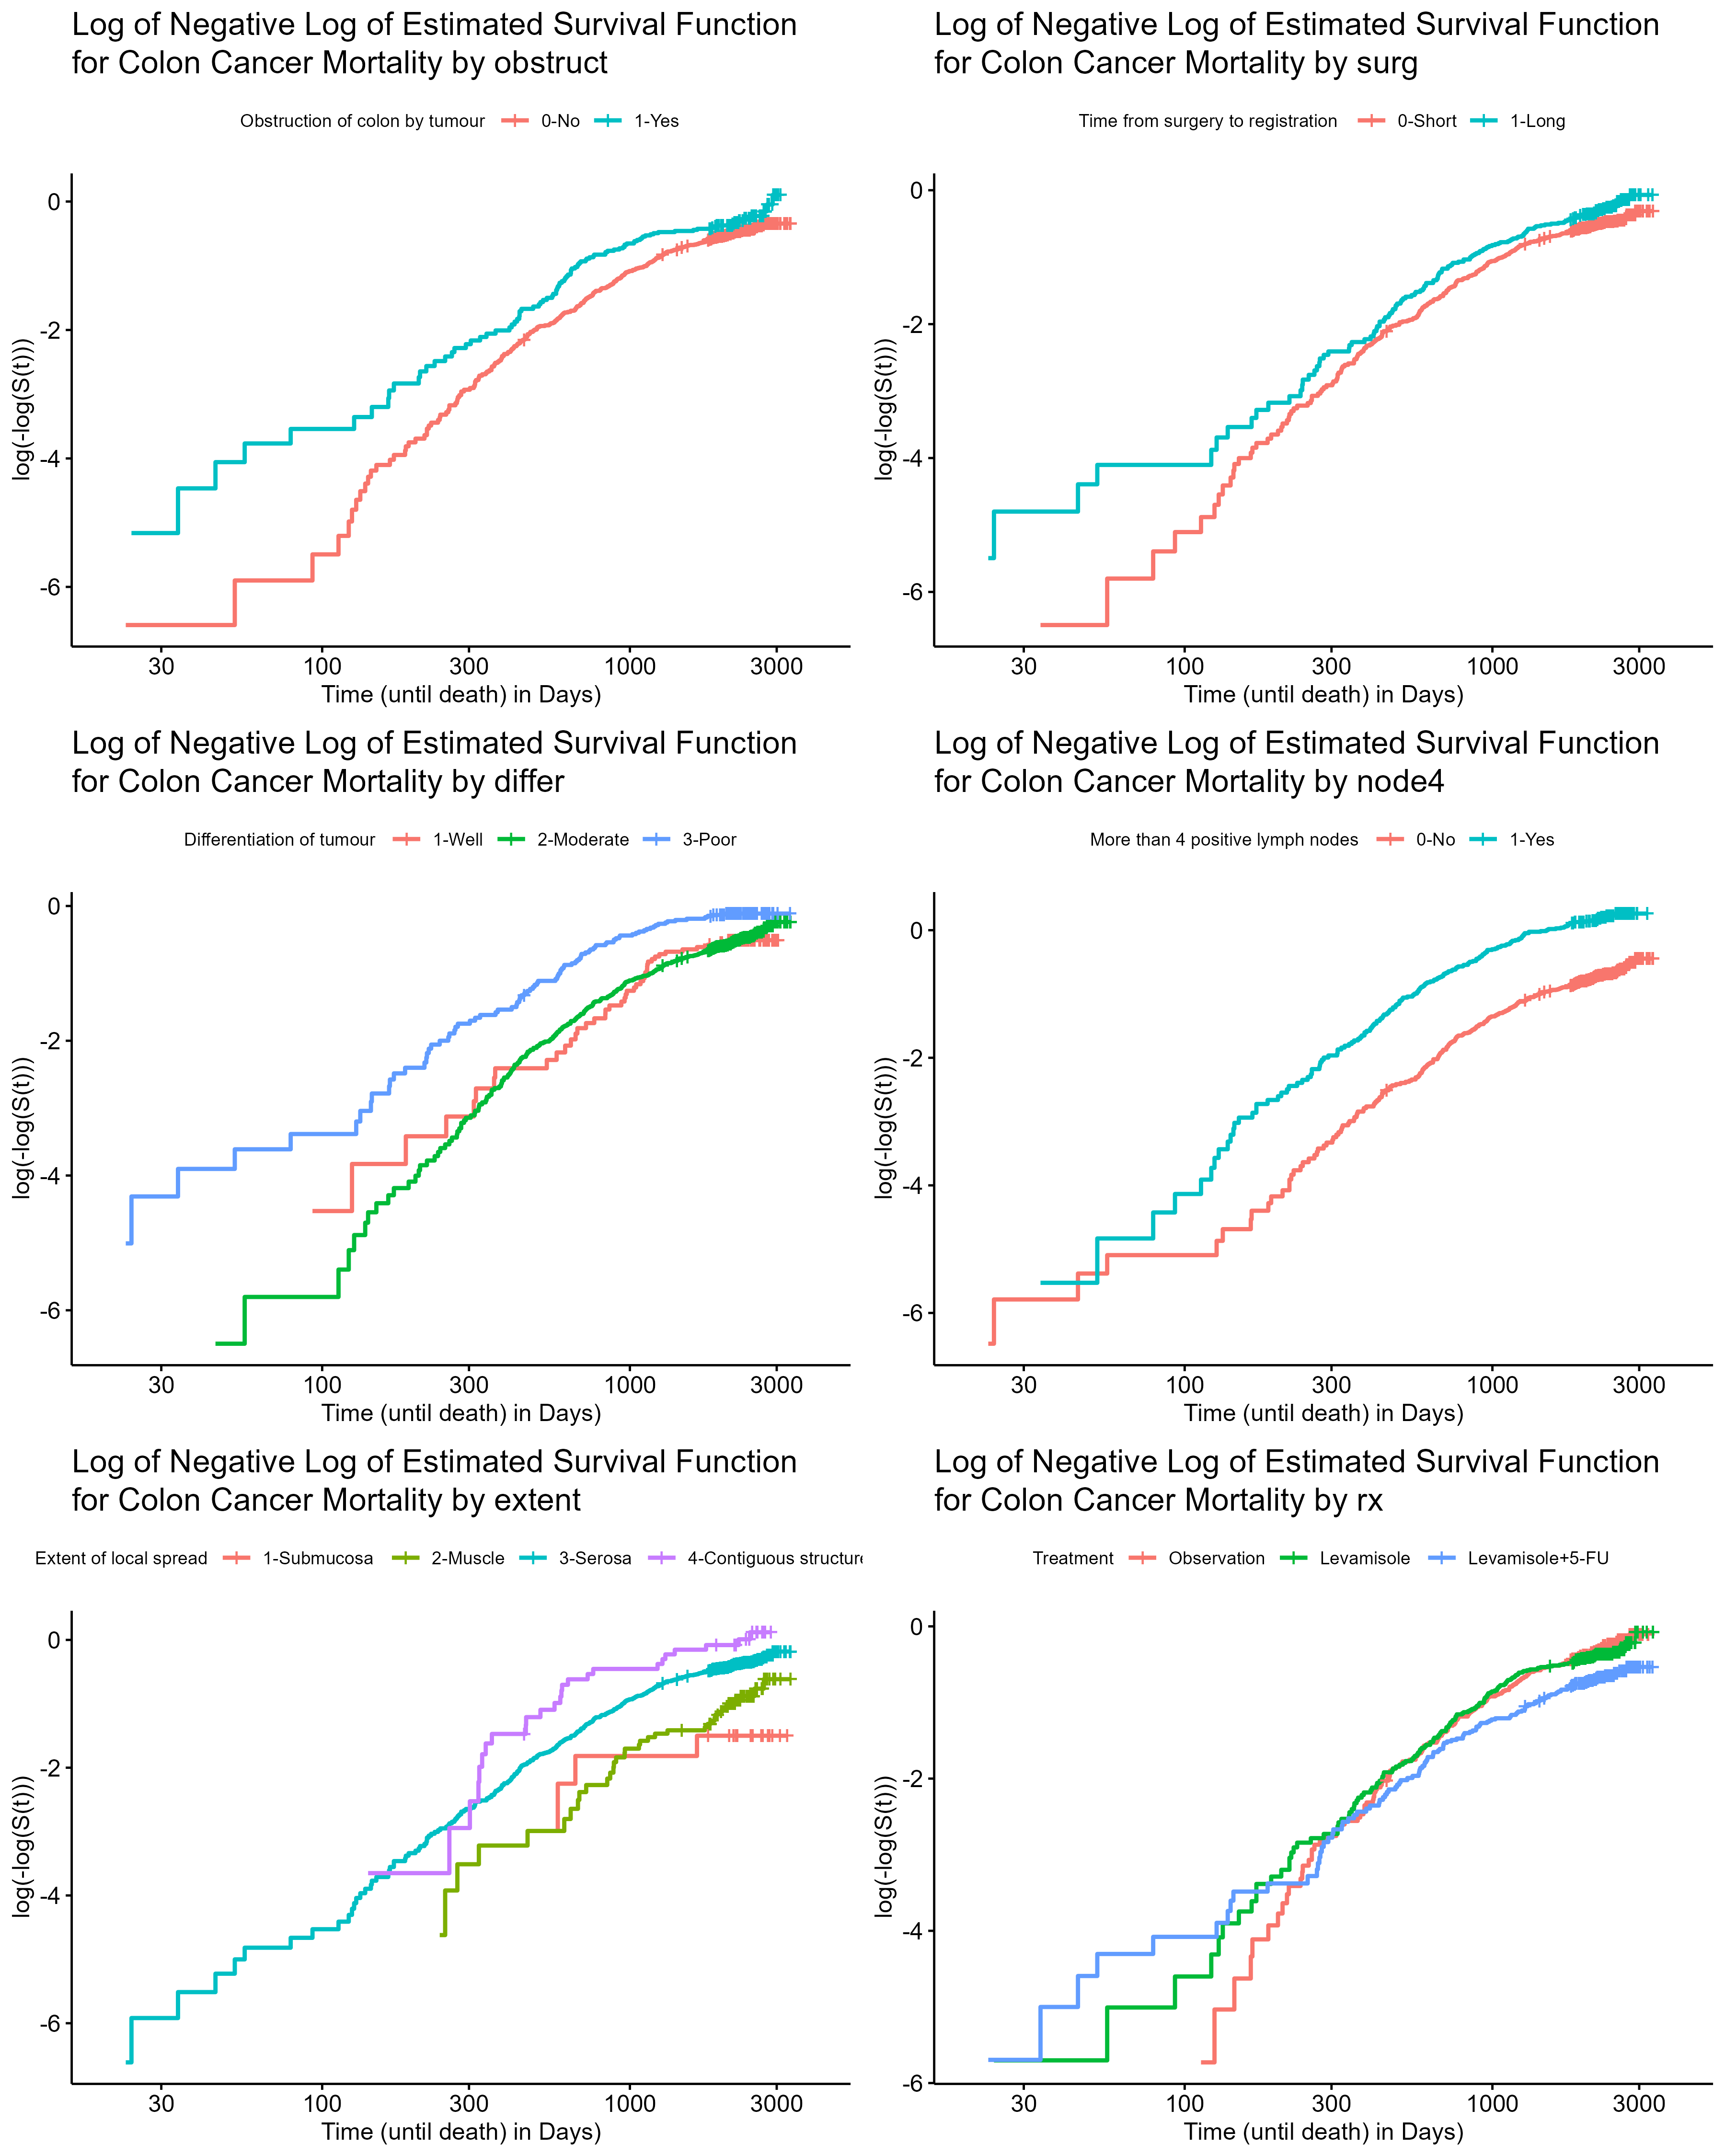 Log of Negative Log of Estimated Survival Function
for Colon Cancer Mortality by obstruct
Obstruction of colon by tumour 0-No 1-Yes
0
-2
-4
-6
log(-log(S(t)))
30 100 300 1000 3000
Time (until death) in Days)
Log of Negative Log of Estimated Survival Function
for Colon Cancer Mortality by surg
Time from surgery to registration 0-Short 1-Long
0
-2
-4
-6
log(-log(S(t)))
30 100 300 1000 3000
Time (until death) in Days)
Log of Negative Log of Estimated Survival Function
for Colon Cancer Mortality by differ
Differentiation of tumour 1-Well 2-Moderate 3-Poor
0
-2
-4
-6
log(-log(S(t)))
30 100 300 1000 3000
Time (until death) in Days)
Log of Negative Log of Estimated Survival Function
for Colon Cancer Mortality by node4
More than 4 positive lymph nodes 0-No 1-Yes
0
-2
-4
-6
log(-log(S(t)))
30 100 300 1000 3000
Time (until death) in Days)
Log of Negative Log of Estimated Survival Function
for Colon Cancer Mortality by extent
Extent of local spread 1-Submucosa 2-Muscle 3-Serosa 4-Contiguous structure
0
-2
-4
-6
log(-log(S(t)))
30 100 300 1000 3000
Time (until death) in Days)
Log of Negative Log of Estimated Survival Function
for Colon Cancer Mortality by rx
Treatment Observation Levamisole Levamisole+5-FU
0
-2
-4
-6
log(-log(S(t)))
30 100 300 1000 3000
Time (until death) in Days)